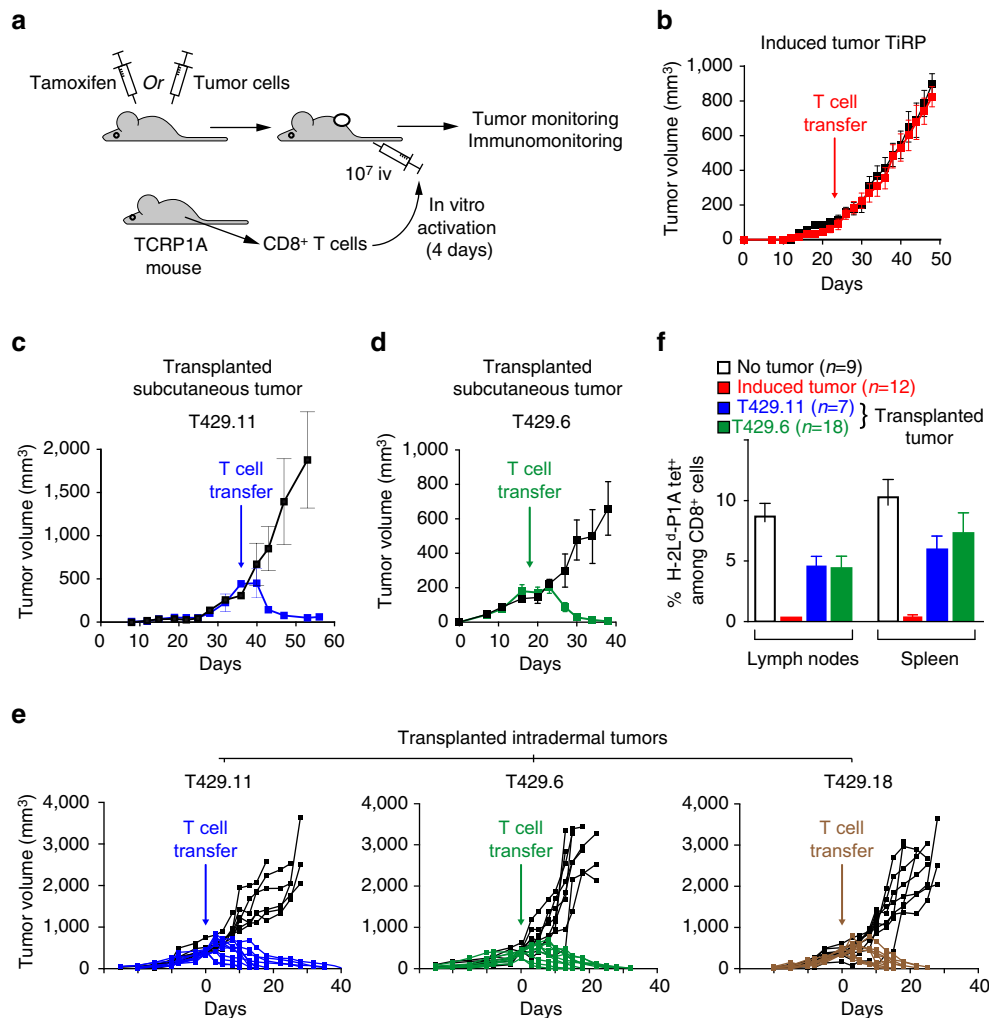 a
Tamoxifen Or Tumor cells
Tumor monitoring
Immunomonitoring
10⁷ iv
In vitro
activation
(4 days)
CD8⁺ T cells
TCRP1A
mouse
b
Induced tumor TiRP
Tumor volume (mm³)
1,000
800
600
400
200
0
T cell
transfer
0 10 20 30 40 50
Days
c
Transplanted
subcutaneous tumor
T429.11
Tumor volume (mm³)
2,000
1,500
1,000
500
0
T cell
transfer
0 10 20 30 40 50 60
Days
d
Transplanted
subcutaneous tumor
T429.6
Tumor volume (mm³)
1,000
800
600
400
200
0
T cell
transfer
0 10 20 30 40
Days
f
No tumor (n=9)
Induced tumor (n=12)
T429.11 (n=7)
T429.6 (n=18)
} Transplanted
tumor
% H-2Lᵈ-P1A tet⁺
among CD8⁺ cells
10
5
0
Lymph nodes Spleen
e
Transplanted intradermal tumors
T429.11
Tumor volume (mm³)
4,000
3,000
2,000
1,000
0
T cell
transfer
20 0 20 40
Days
T429.6
4,000
3,000
2,000
1,000
0
T cell
transfer
20 0 20 40
Days
T429.18
4,000
3,000
2,000
1,000
0
T cell
transfer
20 0 20 40
Days